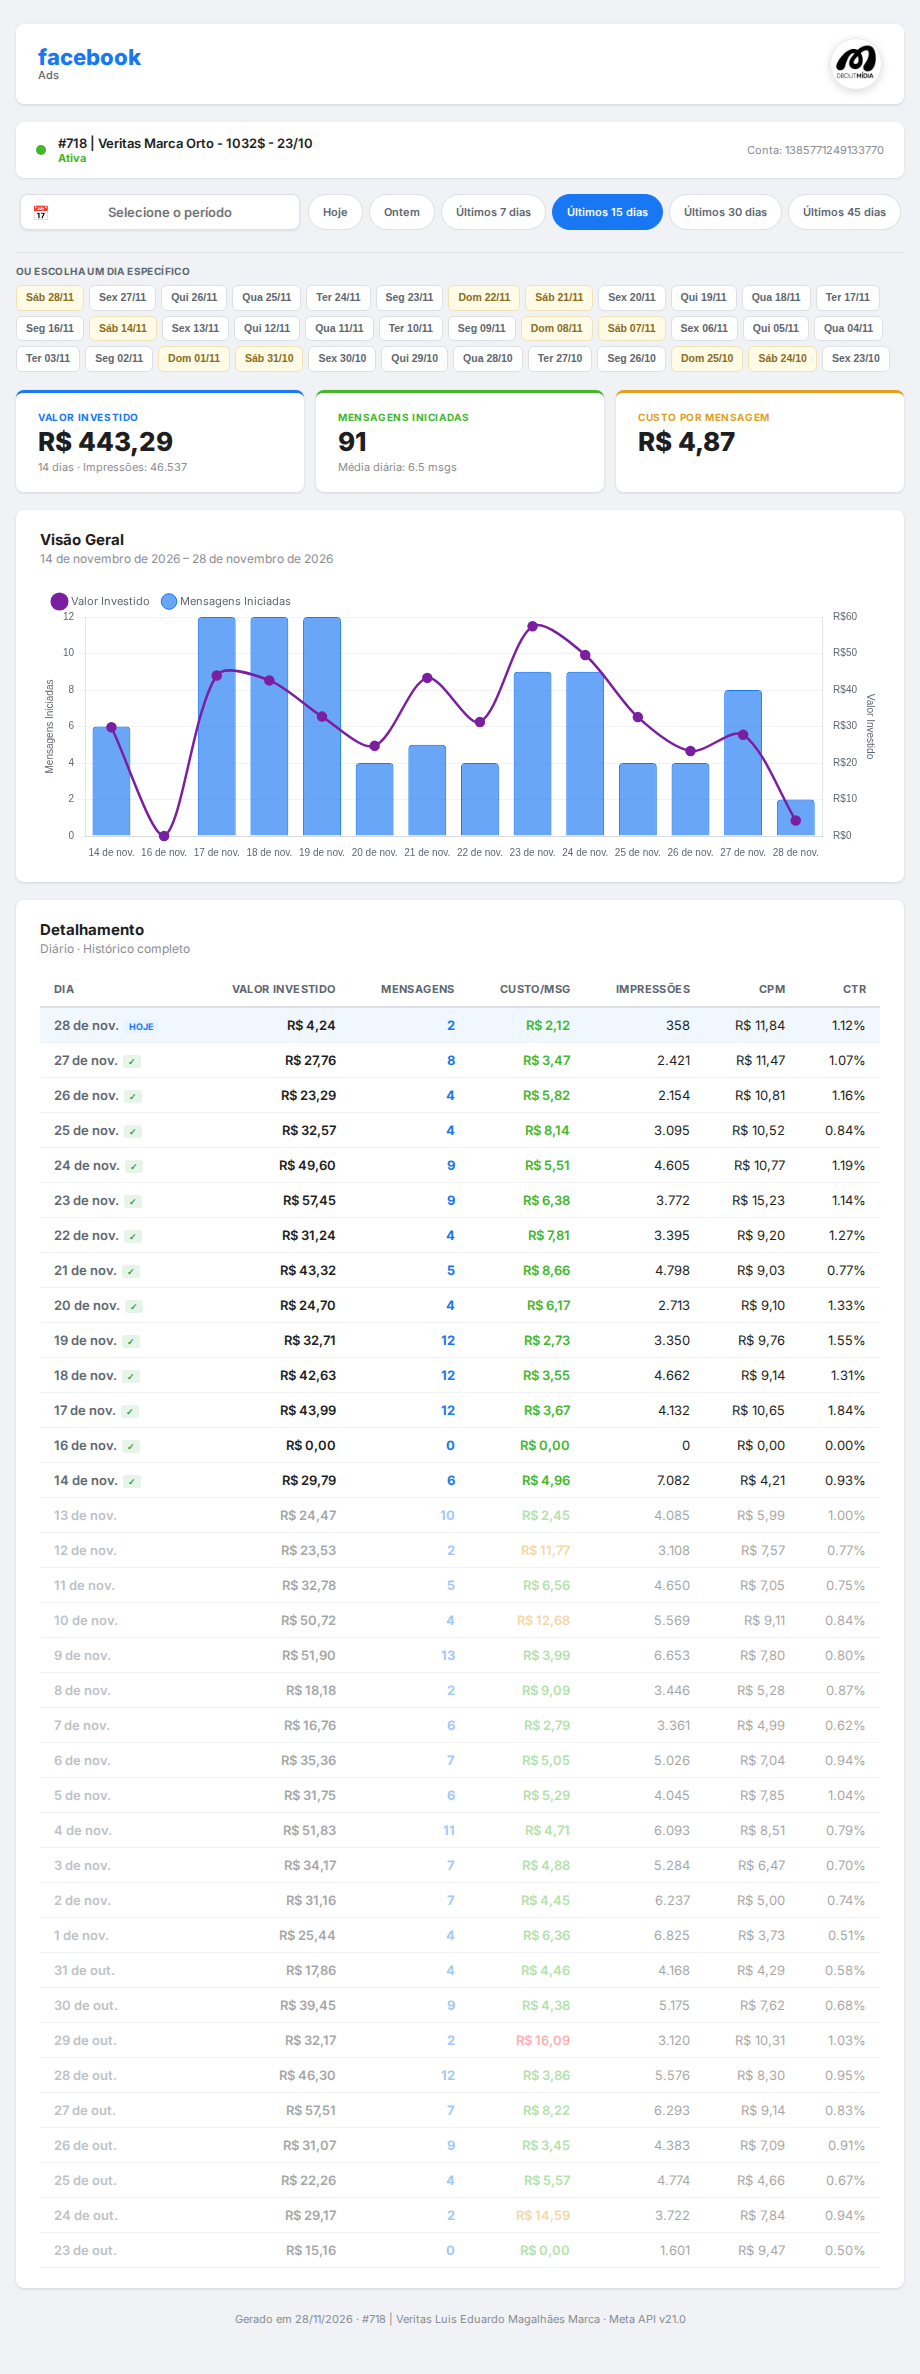 facebook
Ads
DBOUTMÍDIA
#718 | Veritas Marca Orto - 1032$ - 23/10
Ativa
Conta: 1385771249133770
Selecione o período
Hoje
Ontem
Últimos 7 dias
Últimos 15 dias
Últimos 30 dias
Últimos 45 dias
OU ESCOLHA UM DIA ESPECÍFICO
Sáb 28/11 Sex 27/11 Qui 26/11 Qua 25/11 Ter 24/11 Seg 23/11 Dom 22/11 Sáb 21/11 Sex 20/11 Qui 19/11 Qua 18/11 Ter 17/11
Seg 16/11 Sáb 14/11 Sex 13/11 Qui 12/11 Qua 11/11 Ter 10/11 Seg 09/11 Dom 08/11 Sáb 07/11 Sex 06/11 Qui 05/11 Qua 04/11
Ter 03/11 Seg 02/11 Dom 01/11 Sáb 31/10 Sex 30/10 Qui 29/10 Qua 28/10 Ter 27/10 Seg 26/10 Dom 25/10 Sáb 24/10 Sex 23/10
VALOR INVESTIDO
R$ 443,29
14 dias · Impressões: 46.537
MENSAGENS INICIADAS
91
Média diária: 6.5 msgs
CUSTO POR MENSAGEM
R$ 4,87
Visão Geral
14 de novembro de 2026 – 28 de novembro de 2026
Valor Investido Mensagens Iniciadas
12 R$60
10 R$50
8 R$40
6 R$30
4 R$20
2 R$10
0 R$0
Mensagens Iniciadas
Valor Investido
14 de nov. 16 de nov. 17 de nov. 18 de nov. 19 de nov. 20 de nov. 21 de nov. 22 de nov. 23 de nov. 24 de nov. 25 de nov. 26 de nov. 27 de nov. 28 de nov.
Detalhamento
Diário · Histórico completo
DIA VALOR INVESTIDO MENSAGENS CUSTO/MSG IMPRESSÕES CPM CTR
28 de nov. HOJE R$ 4,24 2 R$ 2,12 358 R$ 11,84 1.12%
27 de nov. ✓ R$ 27,76 8 R$ 3,47 2.421 R$ 11,47 1.07%
26 de nov. ✓ R$ 23,29 4 R$ 5,82 2.154 R$ 10,81 1.16%
25 de nov. ✓ R$ 32,57 4 R$ 8,14 3.095 R$ 10,52 0.84%
24 de nov. ✓ R$ 49,60 9 R$ 5,51 4.605 R$ 10,77 1.19%
23 de nov. ✓ R$ 57,45 9 R$ 6,38 3.772 R$ 15,23 1.14%
22 de nov. ✓ R$ 31,24 4 R$ 7,81 3.395 R$ 9,20 1.27%
21 de nov. ✓ R$ 43,32 5 R$ 8,66 4.798 R$ 9,03 0.77%
20 de nov. ✓ R$ 24,70 4 R$ 6,17 2.713 R$ 9,10 1.33%
19 de nov. ✓ R$ 32,71 12 R$ 2,73 3.350 R$ 9,76 1.55%
18 de nov. ✓ R$ 42,63 12 R$ 3,55 4.662 R$ 9,14 1.31%
17 de nov. ✓ R$ 43,99 12 R$ 3,67 4.132 R$ 10,65 1.84%
16 de nov. ✓ R$ 0,00 0 R$ 0,00 0 R$ 0,00 0.00%
14 de nov. ✓ R$ 29,79 6 R$ 4,96 7.082 R$ 4,21 0.93%
13 de nov. R$ 24,47 10 R$ 2,45 4.085 R$ 5,99 1.00%
12 de nov. R$ 23,53 2 R$ 11,77 3.108 R$ 7,57 0.77%
11 de nov. R$ 32,78 5 R$ 6,56 4.650 R$ 7,05 0.75%
10 de nov. R$ 50,72 4 R$ 12,68 5.569 R$ 9,11 0.84%
9 de nov. R$ 51,90 13 R$ 3,99 6.653 R$ 7,80 0.80%
8 de nov. R$ 18,18 2 R$ 9,09 3.446 R$ 5,28 0.87%
7 de nov. R$ 16,76 6 R$ 2,79 3.361 R$ 4,99 0.62%
6 de nov. R$ 35,36 7 R$ 5,05 5.026 R$ 7,04 0.94%
5 de nov. R$ 31,75 6 R$ 5,29 4.045 R$ 7,85 1.04%
4 de nov. R$ 51,83 11 R$ 4,71 6.093 R$ 8,51 0.79%
3 de nov. R$ 34,17 7 R$ 4,88 5.284 R$ 6,47 0.70%
2 de nov. R$ 31,16 7 R$ 4,45 6.237 R$ 5,00 0.74%
1 de nov. R$ 25,44 4 R$ 6,36 6.825 R$ 3,73 0.51%
31 de out. R$ 17,86 4 R$ 4,46 4.168 R$ 4,29 0.58%
30 de out. R$ 39,45 9 R$ 4,38 5.175 R$ 7,62 0.68%
29 de out. R$ 32,17 2 R$ 16,09 3.120 R$ 10,31 1.03%
28 de out. R$ 46,30 12 R$ 3,86 5.576 R$ 8,30 0.95%
27 de out. R$ 57,51 7 R$ 8,22 6.293 R$ 9,14 0.83%
26 de out. R$ 31,07 9 R$ 3,45 4.383 R$ 7,09 0.91%
25 de out. R$ 22,26 4 R$ 5,57 4.774 R$ 4,66 0.67%
24 de out. R$ 29,17 2 R$ 14,59 3.722 R$ 7,84 0.94%
23 de out. R$ 15,16 0 R$ 0,00 1.601 R$ 9,47 0.50%
Gerado em 28/11/2026 · #718 | Veritas Luis Eduardo Magalhães Marca · Meta API v21.0